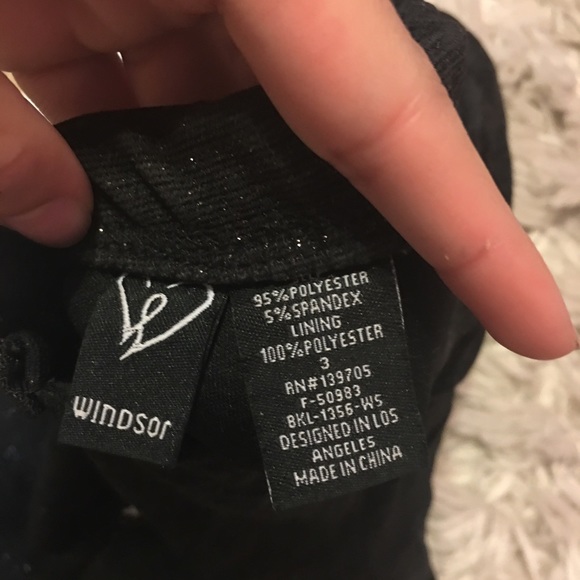 WINDSOR
95%POLYESTER
5%SPANDEX
LINING
100%POLYESTER
3
RN#139705
F-50983
BKL-1356-WS
DESIGNED IN LOS
ANGELES
MADE IN CHINA